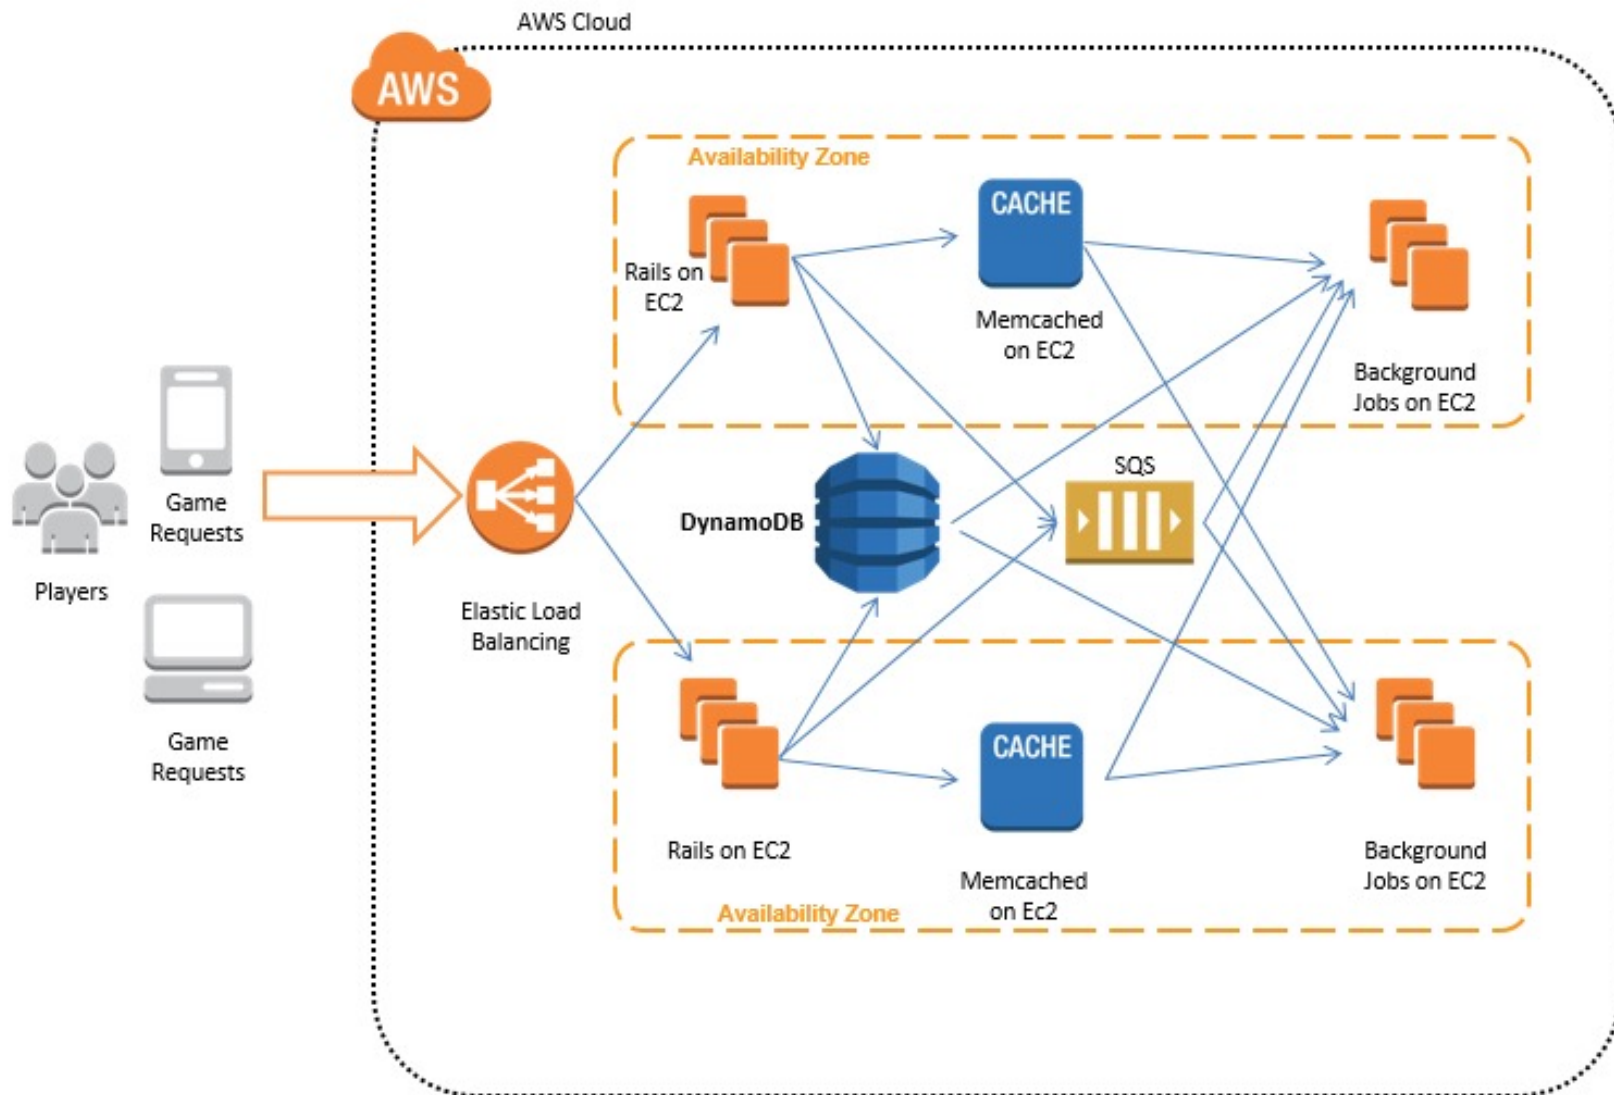 AWS Cloud
AWS
Availability Zone
CACHE
Rails on
EC2
Memcached
on EC2
Background
Jobs on EC2
Game
Requests
Players
SQS
DynamoDB
Elastic Load
Balancing
Game
Requests
CACHE
Rails on EC2
Memcached
on Ec2
Background
Jobs on EC2
Availability Zone